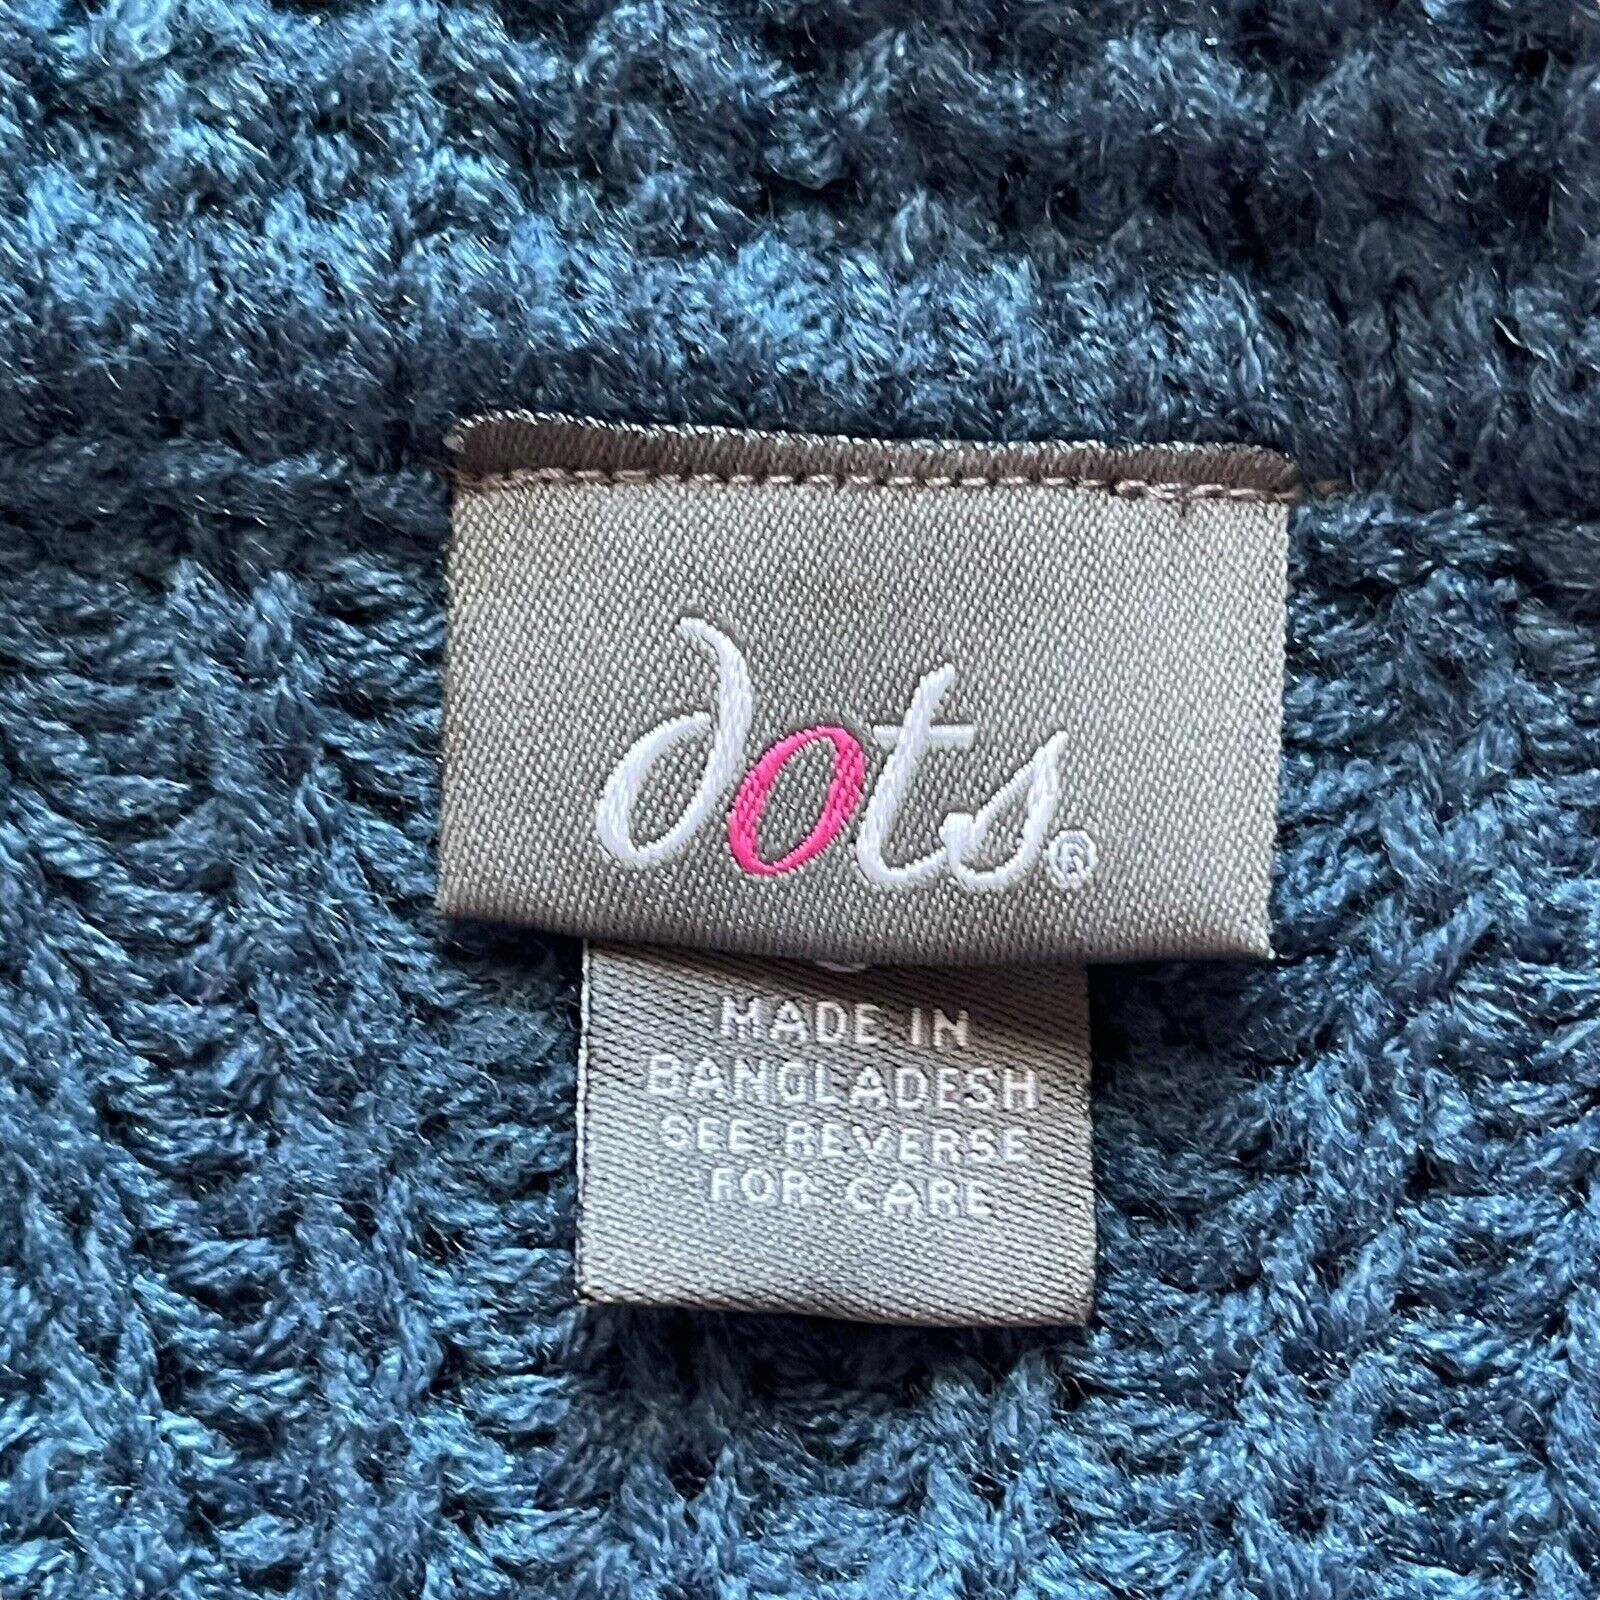 dots®
MADE IN
BANGLADESH
SEE REVERSE
FOR CARE